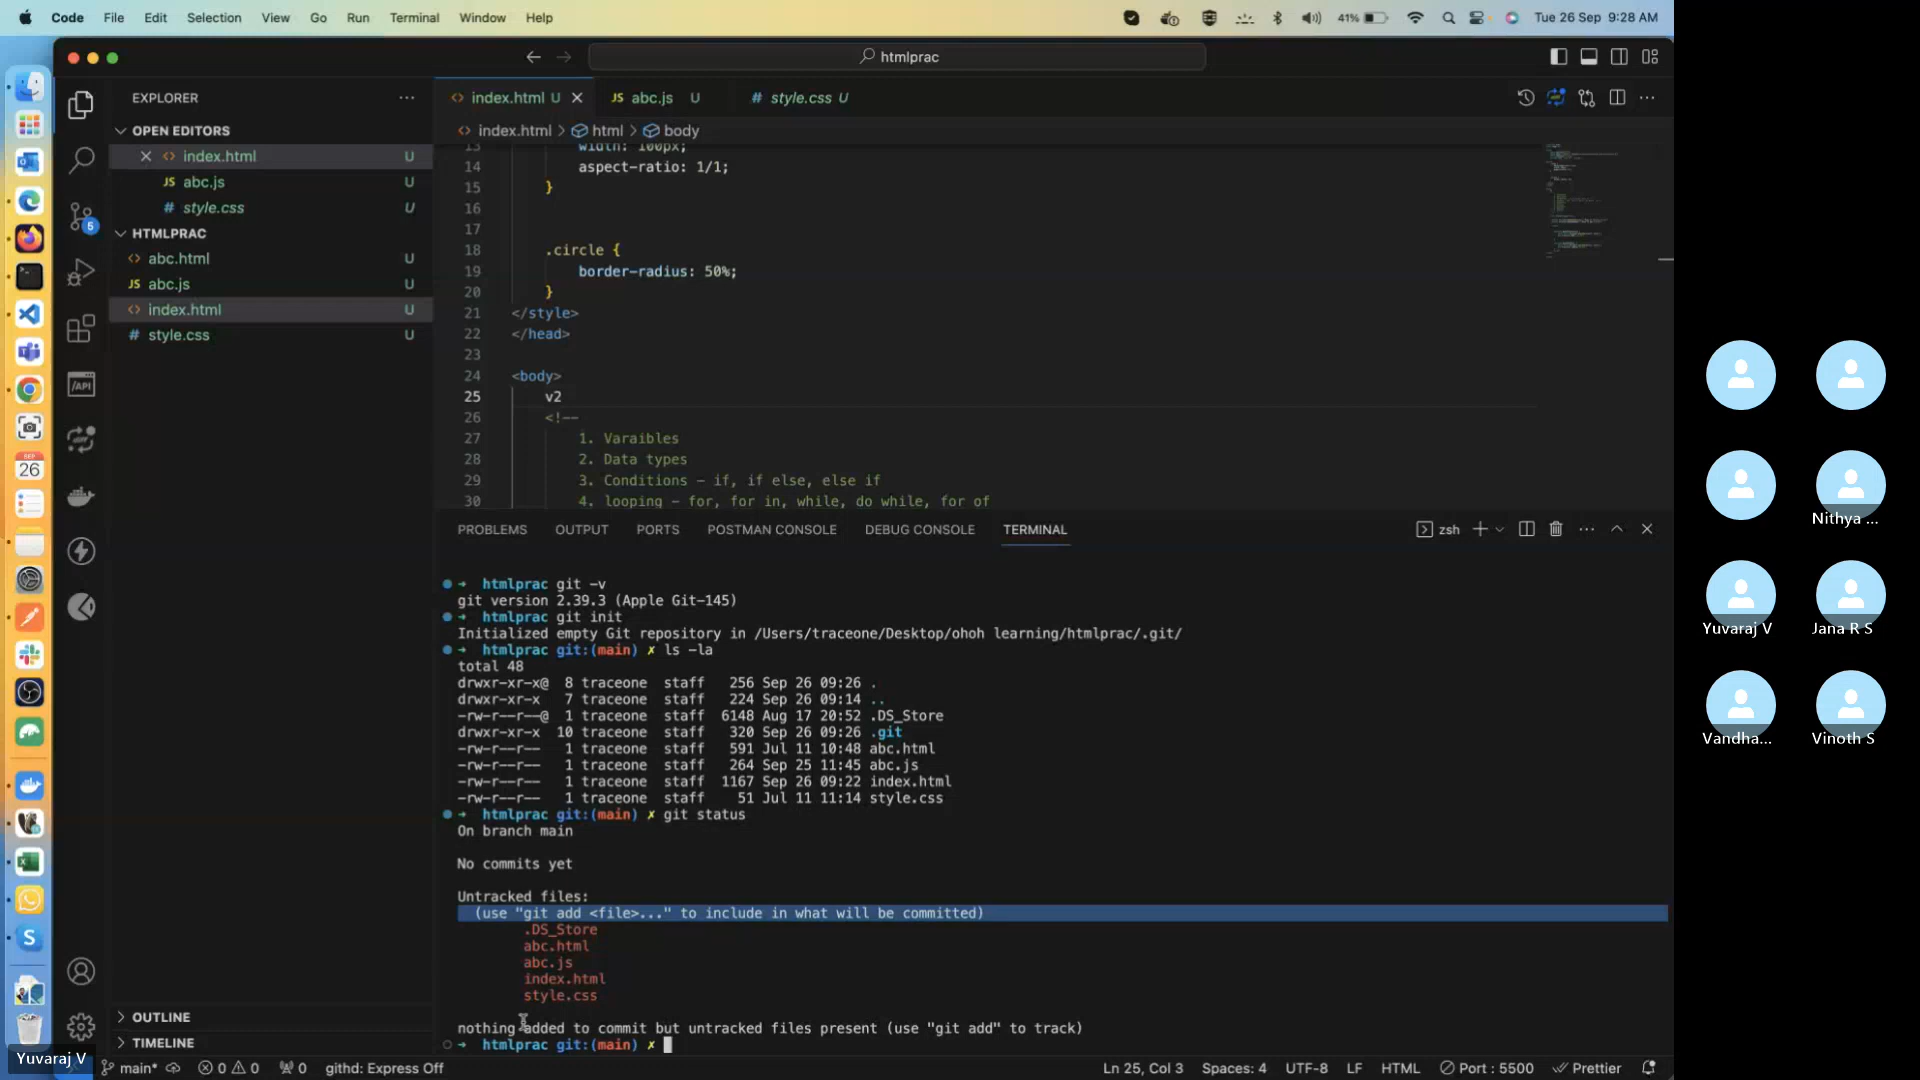 Code File Edit Selection View Go Run Terminal Window Help 41% Tue 26 Sep 9:28 AM
htmlprac
EXPLORER
OPEN EDITORS
index.html U
JS abc.js U
# style.css U
HTMLPRAC
abc.html U
JS abc.js U
index.html U
# style.css U
OUTLINE
TIMELINE
5
/API
SEP
26
index.html U JS abc.js U # style.css U
index.html > html > body
13 width: 100px;
14 aspect-ratio: 1/1;
15 }
16
17
18 .circle {
19 border-radius: 50%;
20 }
21 </style>
22 </head>
23
24 <body>
25 v2
26 <!--
27 1. Varaibles
28 2. Data types
29 3. Conditions - if, if else, else if
30 4. looping - for, for in, while, do while, for of
PROBLEMS OUTPUT PORTS POSTMAN CONSOLE DEBUG CONSOLE TERMINAL zsh
→ htmlprac git -v
git version 2.39.3 (Apple Git-145)
→ htmlprac git init
Initialized empty Git repository in /Users/traceone/Desktop/ohoh learning/htmlprac/.git/
→ htmlprac git:(main) ✗ ls -la
total 48
drwxr-xr-x@ 8 traceone staff 256 Sep 26 09:26 .
drwxr-xr-x 7 traceone staff 224 Sep 26 09:14 ..
-rw-r--r--@ 1 traceone staff 6148 Aug 17 20:52 .DS_Store
drwxr-xr-x 10 traceone staff 320 Sep 26 09:26 .git
-rw-r--r-- 1 traceone staff 591 Jul 11 10:48 abc.html
-rw-r--r-- 1 traceone staff 264 Sep 25 11:45 abc.js
-rw-r--r-- 1 traceone staff 1167 Sep 26 09:22 index.html
-rw-r--r-- 1 traceone staff 51 Jul 11 11:14 style.css
→ htmlprac git:(main) ✗ git status
On branch main
No commits yet
Untracked files:
(use "git add <file>..." to include in what will be committed)
.DS_Store
abc.html
abc.js
index.html
style.css
nothing added to commit but untracked files present (use "git add" to track)
→ htmlprac git:(main) ✗
Yuvaraj V
main* 0 0 0 githd: Express Off Ln 25, Col 3 Spaces: 4 UTF-8 LF HTML Port : 5500 Prettier
Nithya ...
Yuvaraj V Jana R S
Vandha... Vinoth S